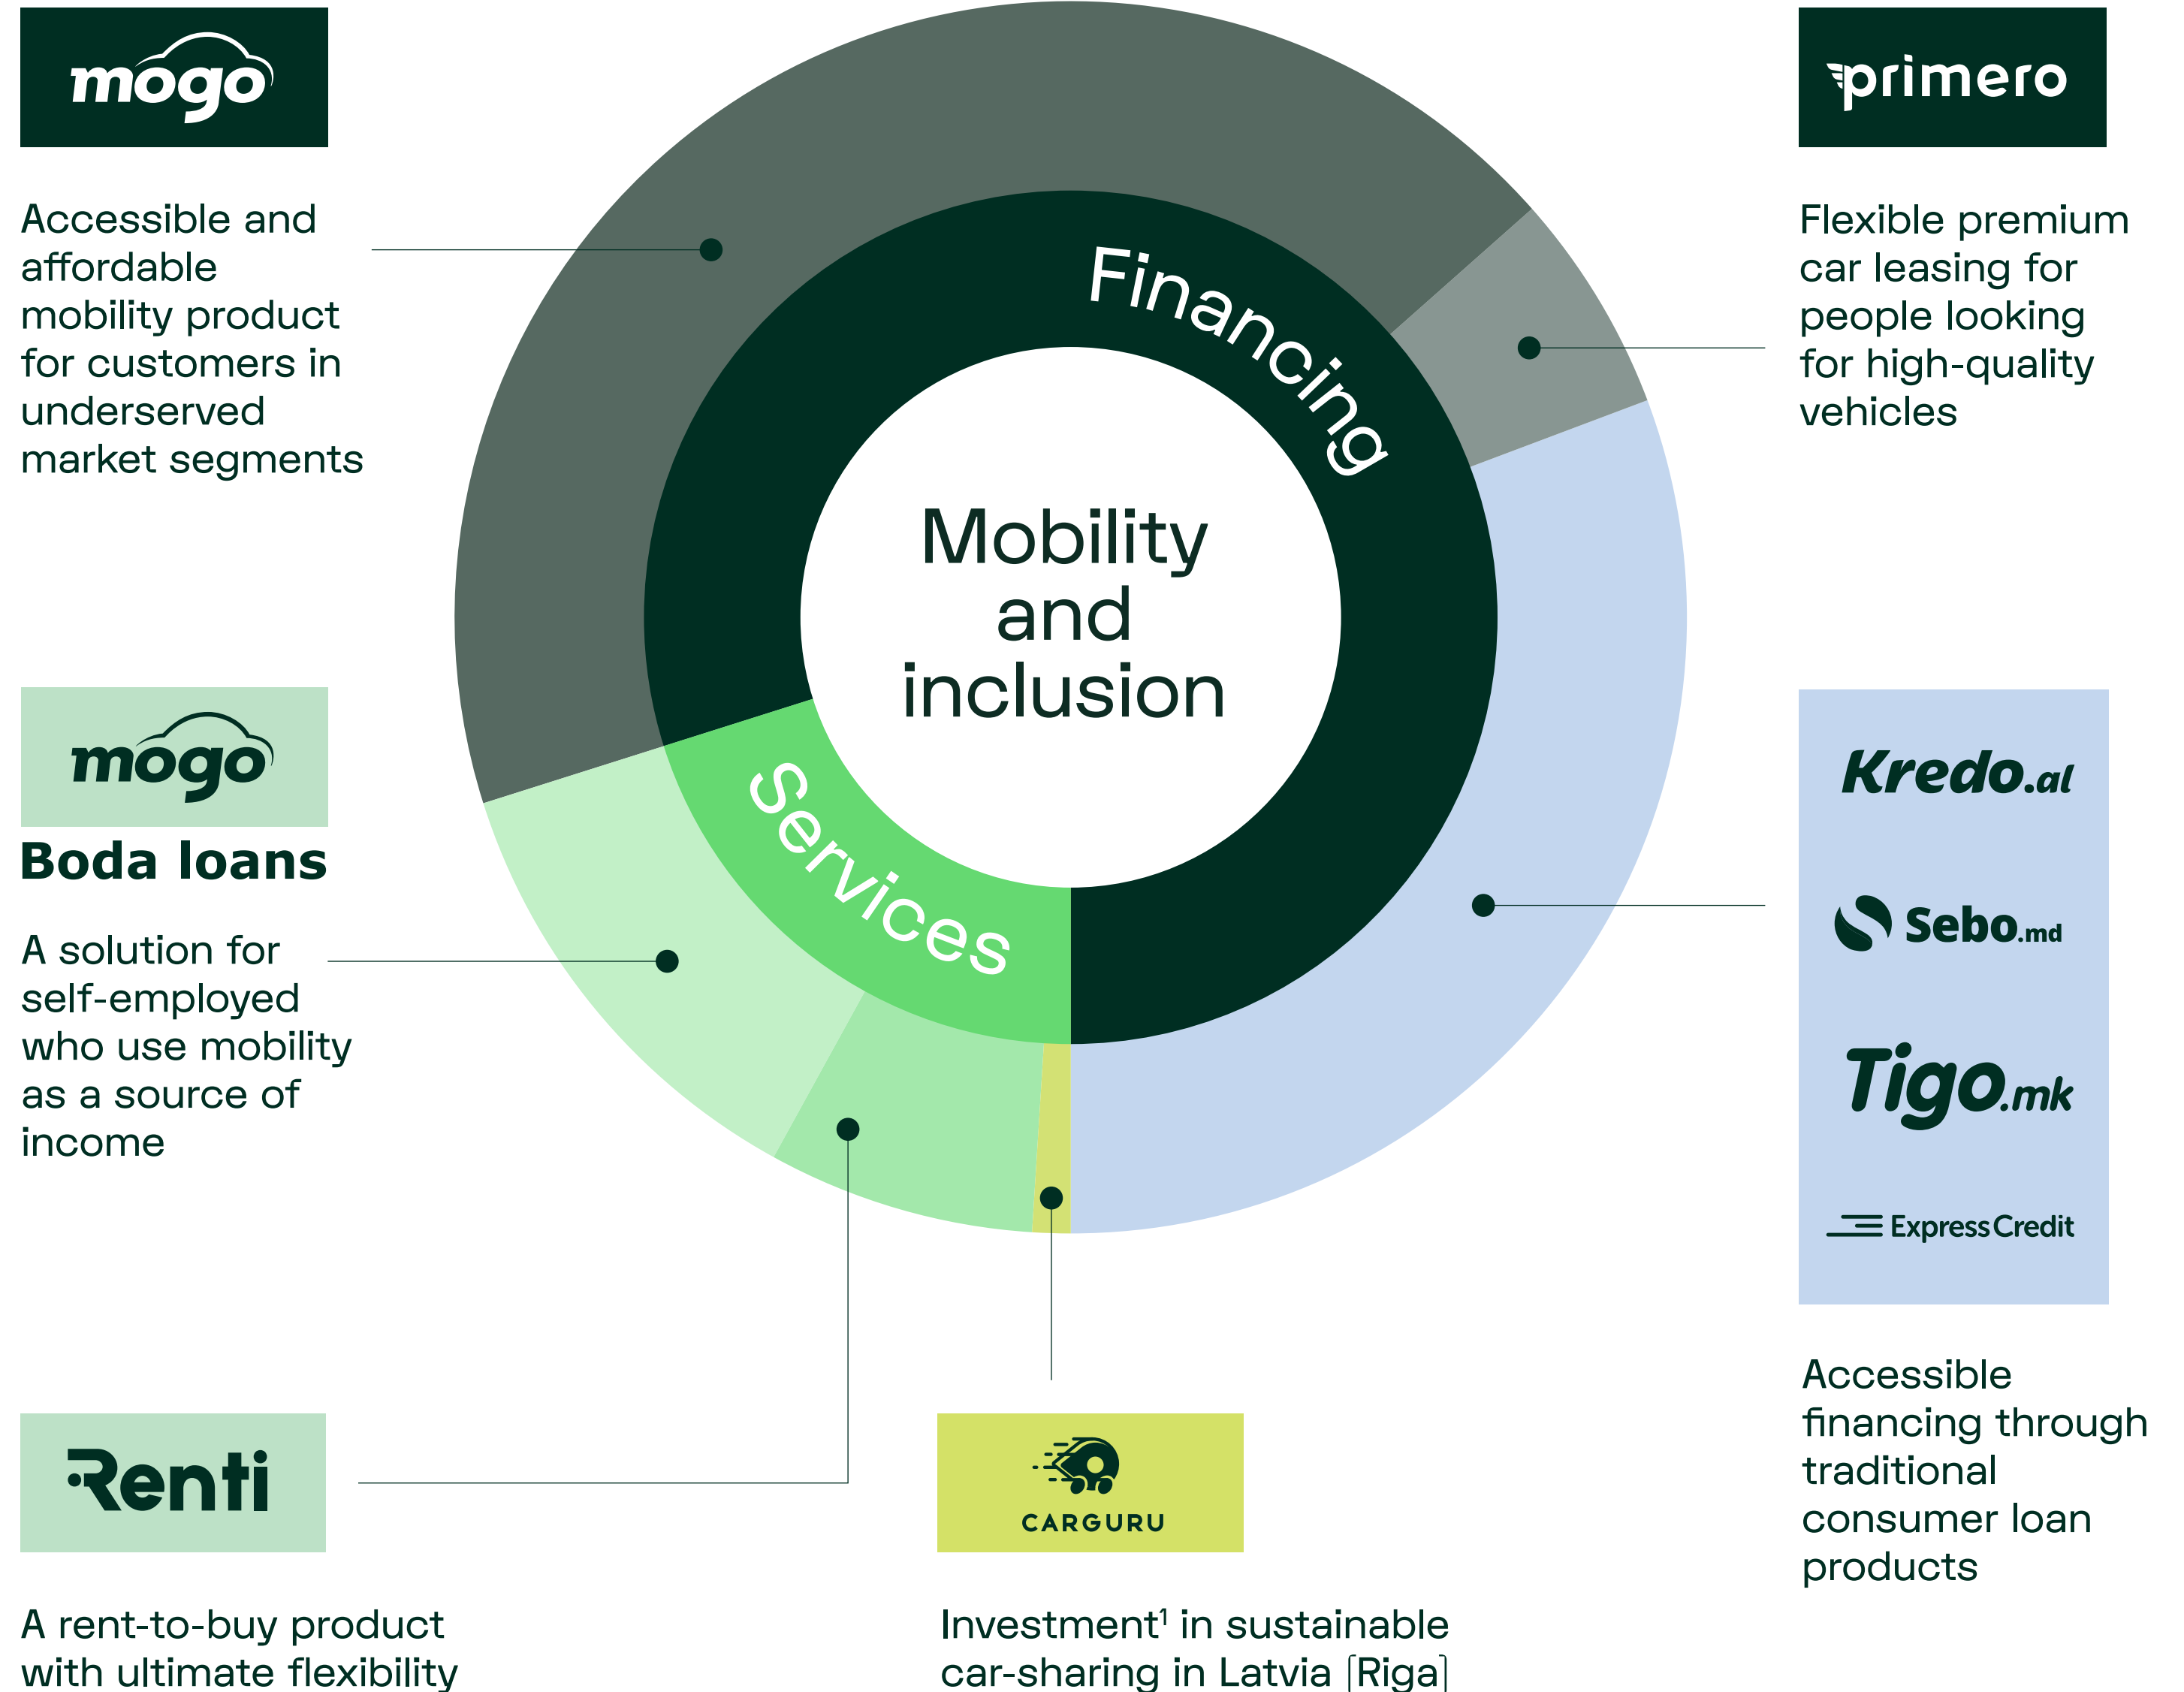 mogo
Accessible and
affordable
mobility product
for customers in
underserved
market segments
primero
Flexible premium
car leasing for
people looking
for high-quality
vehicles
Financing
Mobility
and
inclusion
Services
mogo
Boda loans
A solution for
self-employed
who use mobility
as a source of
income
Kredo.al
Sebo.md
Tigo.mk
ExpressCredit
Accessible
financing through
traditional
consumer loan
products
Renti
A rent-to-buy product
with ultimate flexibility
CARGURU
Investment¹ in sustainable
car-sharing in Latvia (Riga)